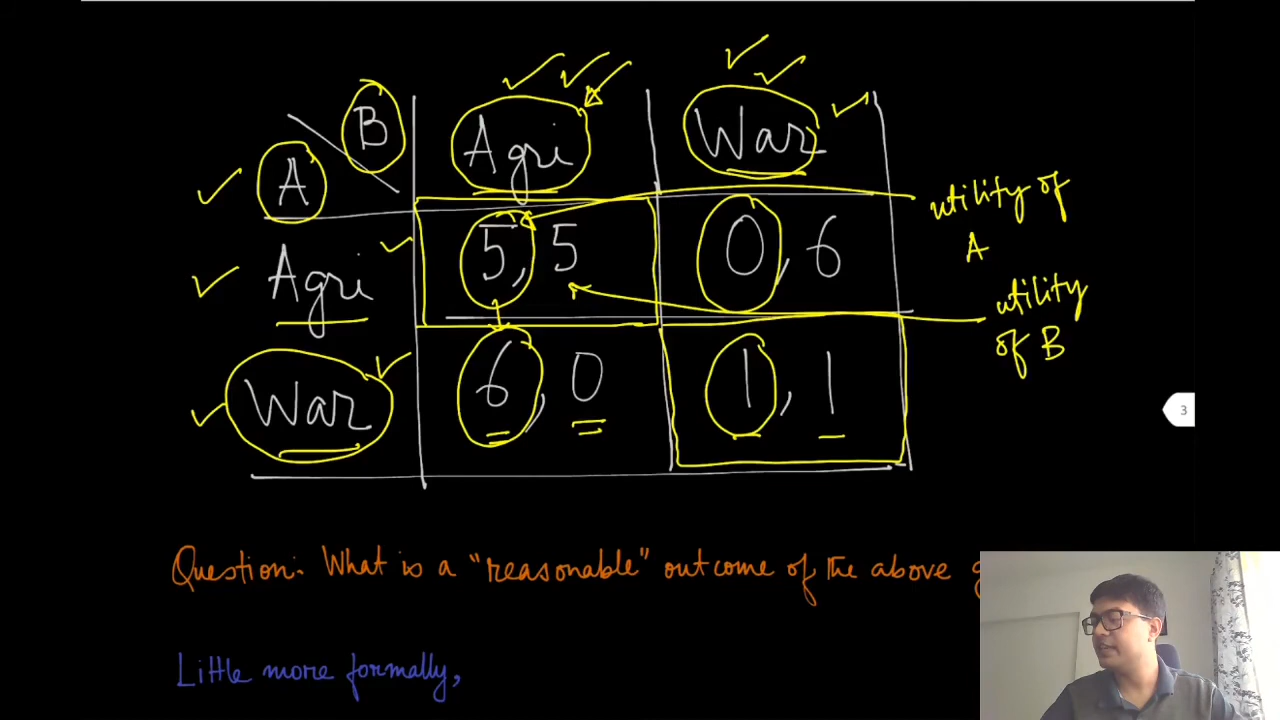 B Agri War
A
utility of
A
Agri 5, 5 0, 6
utility
of B
War 6, 0 1, 1
3
Question: What is a "reasonable" outcome of the above
Little more formally,